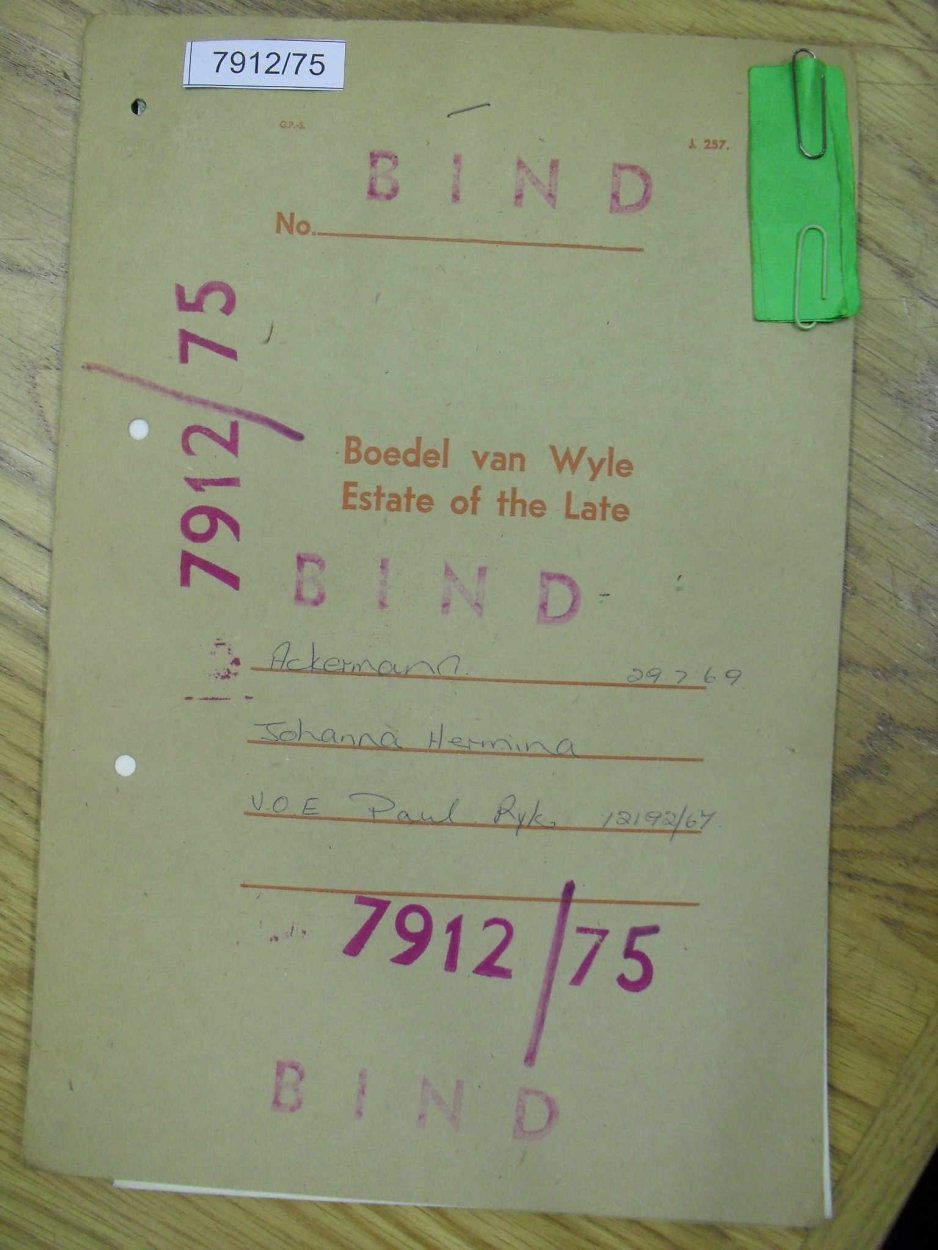 7912/75
G.P.-S.
J. 257.
BIND
No.
7912/75
Boedel van Wyle
Estate of the Late
BIND
Ackermann. 29 7 69
Johanna Hermina
V.O.E. Paul Ryk. 12192/67
7912/75
BIND